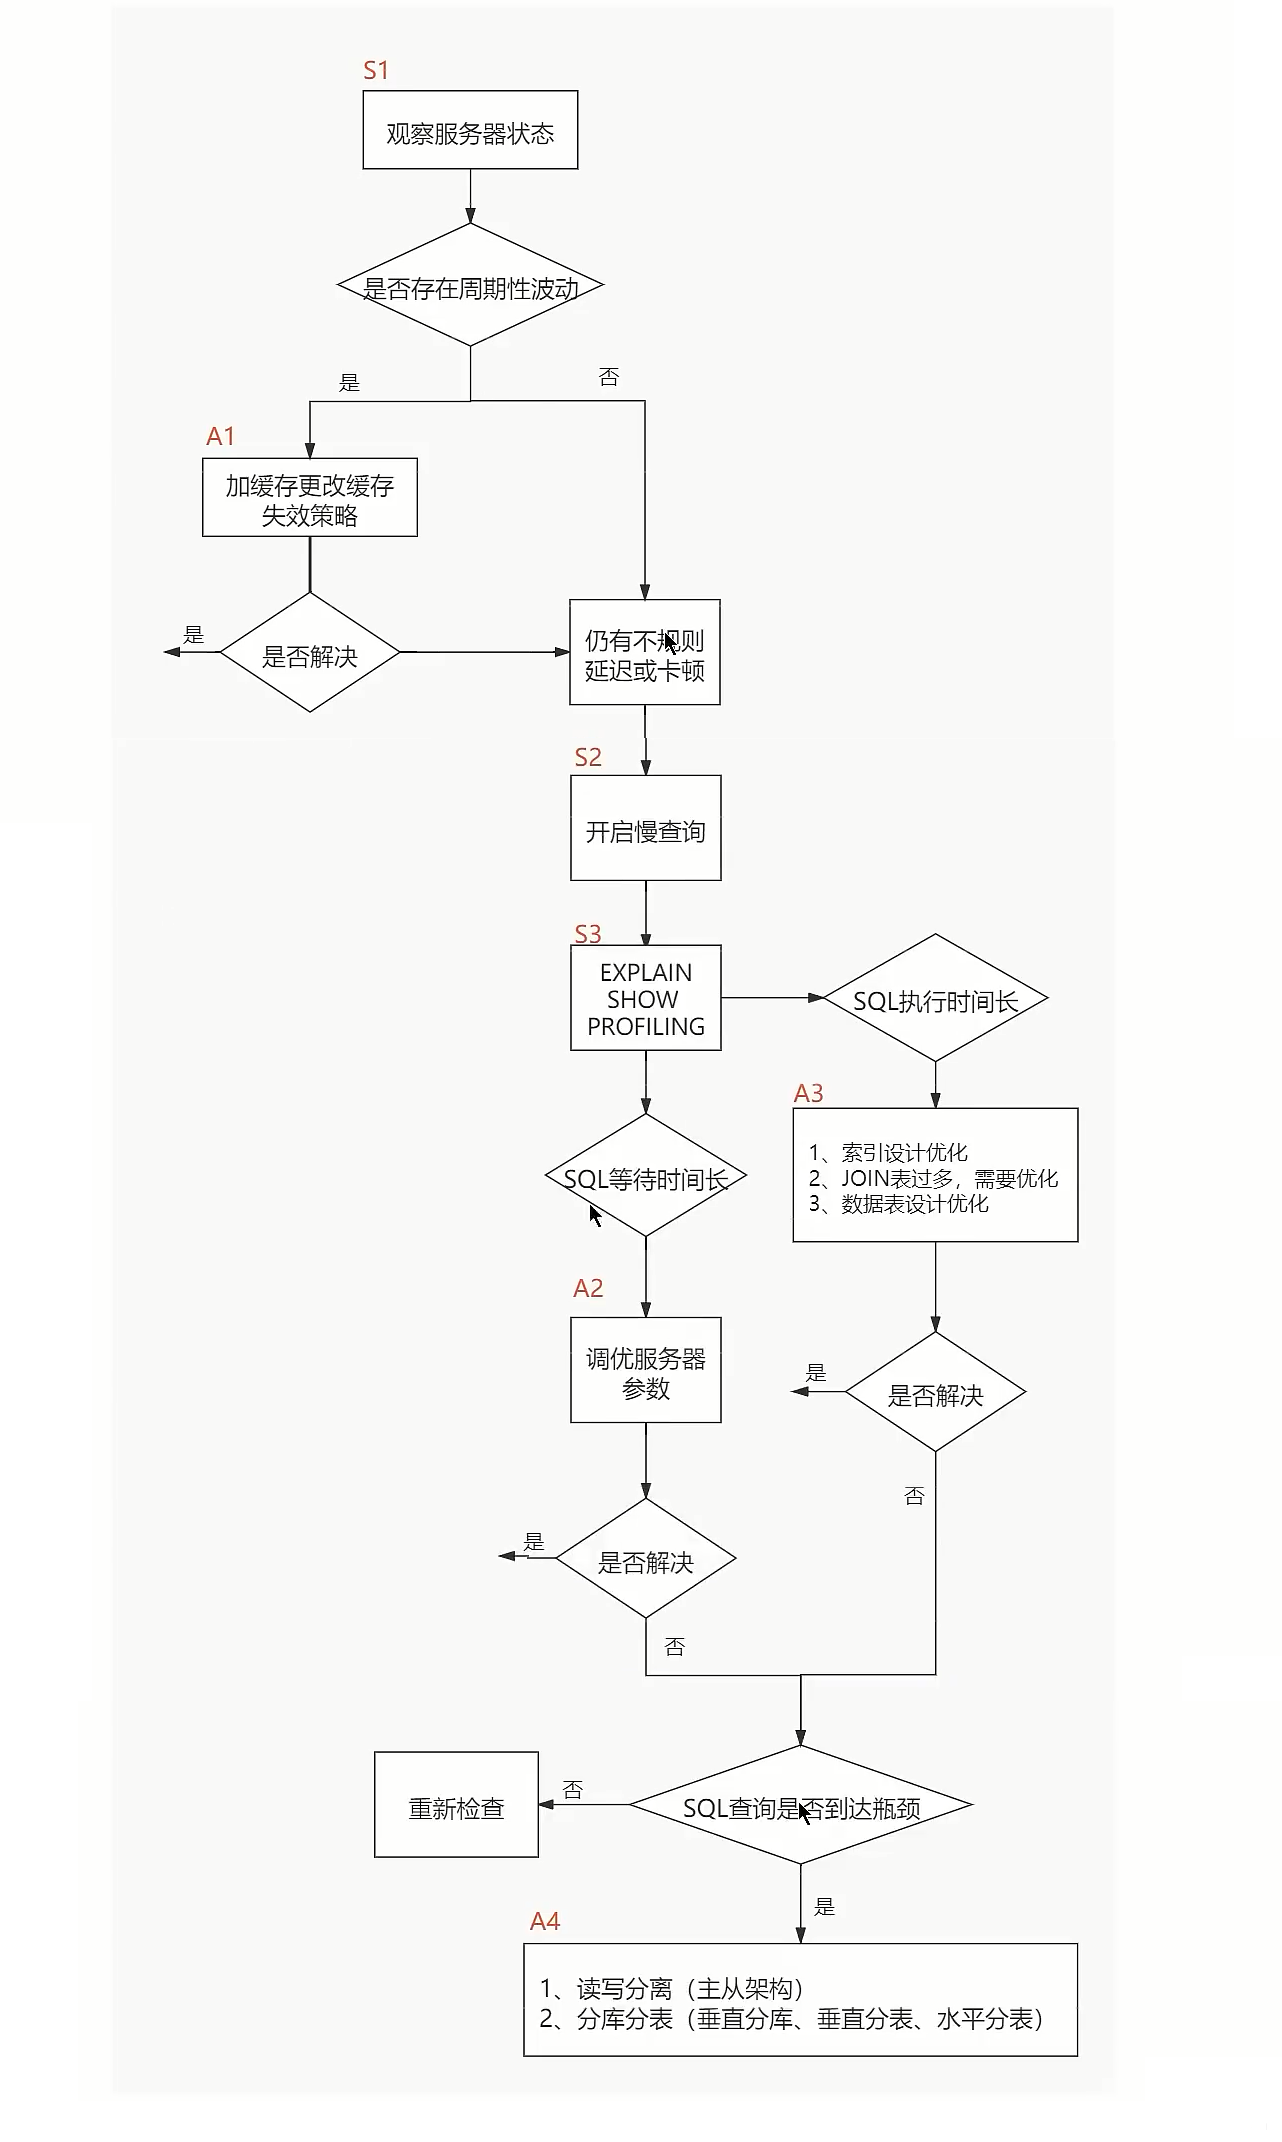 S1
观察服务器状态
是否存在周期性波动
是
否
A1
加缓存更改缓存
失效策略
是
是否解决
仍有不规则
延迟或卡顿
S2
开启慢查询
S3
EXPLAIN
SHOW
PROFILING
SQL执行时间长
A3
1、索引设计优化
2、JOIN表过多，需要优化
3、数据表设计优化
SQL等待时间长
A2
调优服务器
参数
是
是否解决
否
是
是否解决
否
SQL查询是否到达瓶颈
否
重新检查
是
A4
1、读写分离（主从架构）
2、分库分表（垂直分库、垂直分表、水平分表）